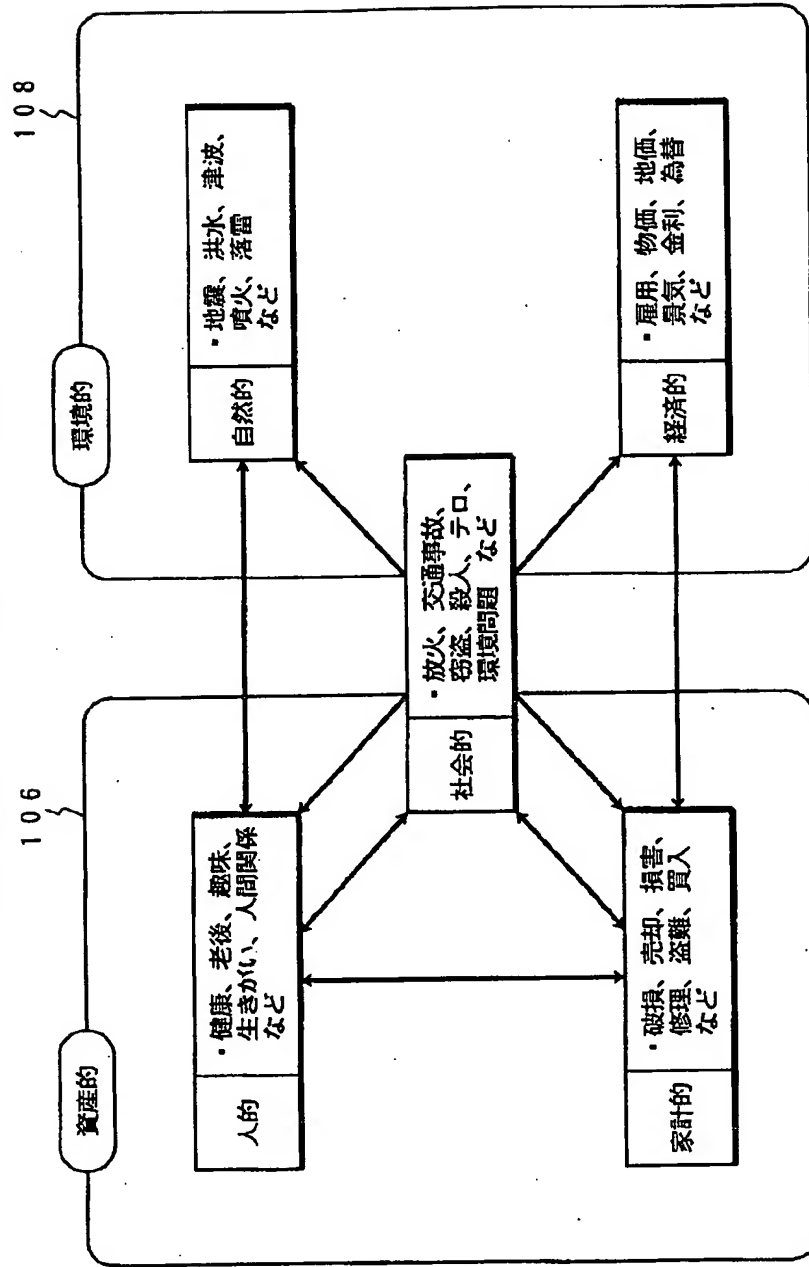 106
資産的
人的
・健康、老後、趣味、
生きがい、人間関係
など
家計的
・破損、売却、損害、
修理、盗難、買入
など
社会的
・放火、交通事故、
窃盗、殺人、テロ、
環境問題 など
108
環境的
自然的
・地震、洪水、津波、
噴火、落雷
など
経済的
・雇用、物価、地価、
景気、金利、為替
など